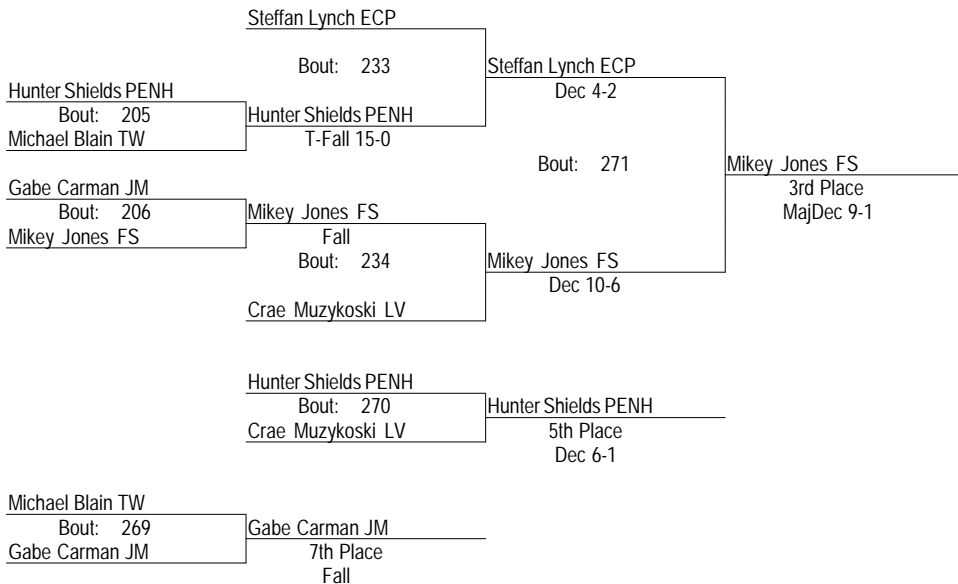 Steffan Lynch ECP
Bout: 233
Steffan Lynch ECP
Dec 4-2
Hunter Shields PENH
Bout: 205
Michael Blain TW
Hunter Shields PENH
T-Fall 15-0
Bout: 271
Mikey Jones FS
3rd Place
MajDec 9-1
Gabe Carman JM
Bout: 206
Mikey Jones FS
Mikey Jones FS
Fall
Bout: 234
Mikey Jones FS
Dec 10-6
Crae Muzykoski LV
Hunter Shields PENH
Bout: 270
Crae Muzykoski LV
Hunter Shields PENH
5th Place
Dec 6-1
Michael Blain TW
Bout: 269
Gabe Carman JM
Gabe Carman JM
7th Place
Fall